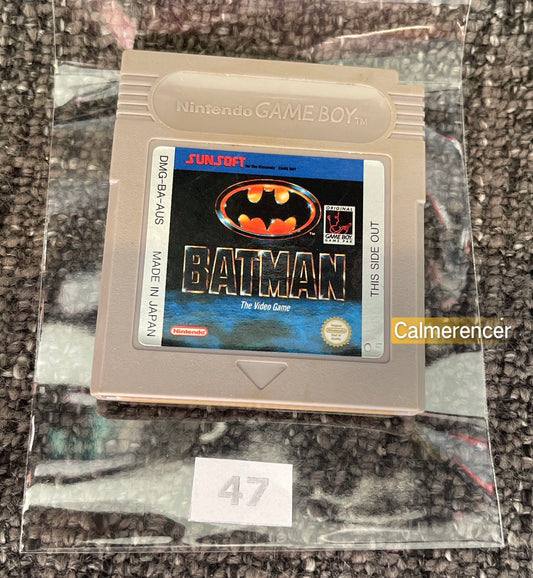 Nintendo GAME BOY™
SUNSOFT
DMG-BA-AUS
MADE IN JAPAN
ORIGINAL
GAME BOY
GAME PAK
THIS SIDE OUT
BATMAN
The Video Game
Nintendo
Calmerencer
47